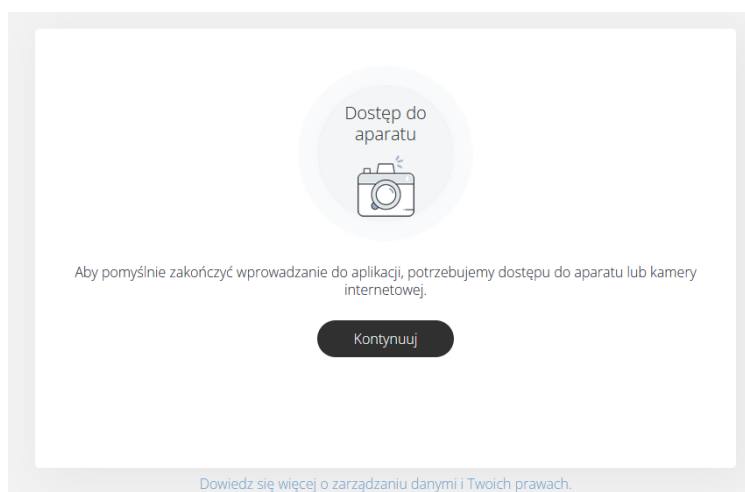 Dostęp do
aparatu
Aby pomyślnie zakończyć wprowadzanie do aplikacji, potrzebujemy dostępu do aparatu lub kamery
internetowej.
Kontynuuj
Dowiedz się więcej o zarządzaniu danymi i Twoich prawach.